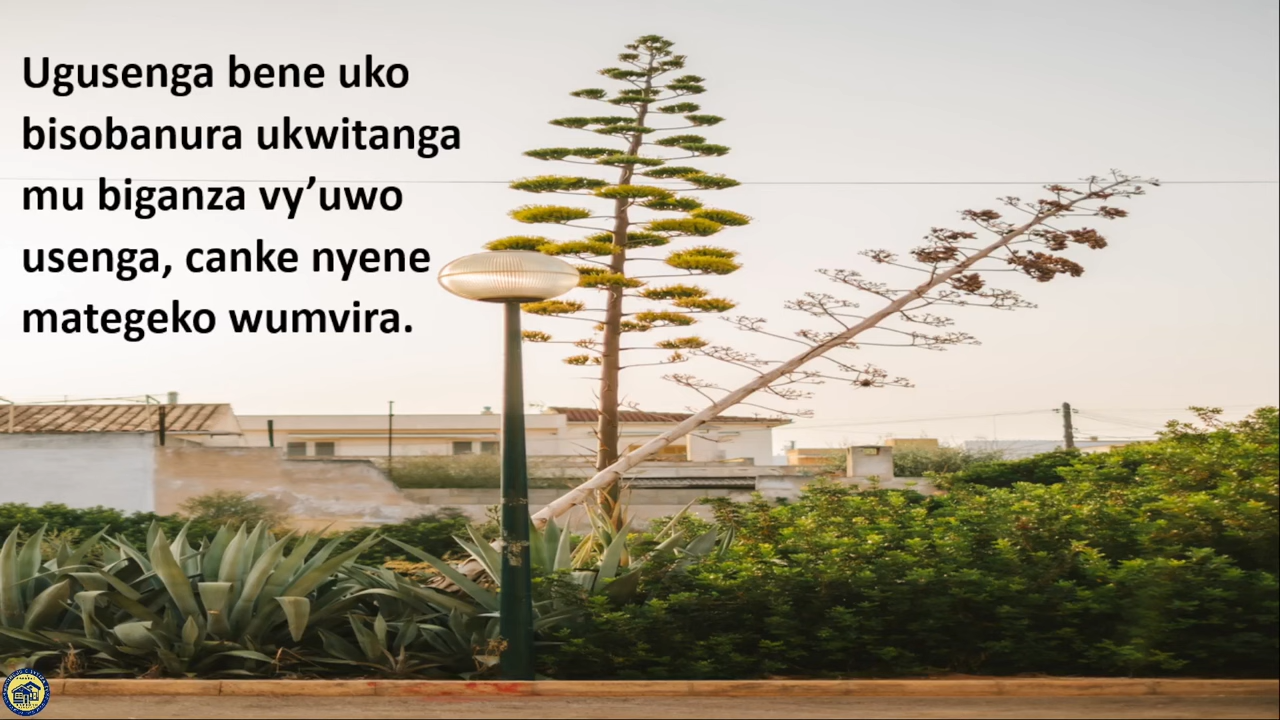 Ugusenga bene uko
bisobanura ukwitanga
mu biganza vy’uwo
usenga, canke nyene
mategeko wumvira.